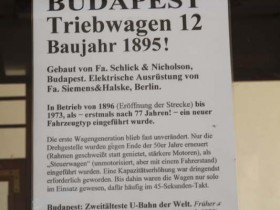 BUDAPEST
Triebwagen 12
Baujahr 1895!
Gebaut von Fa. Schlick & Nicholson,
Budapest. Elektrische Ausrüstung von
Fa. Siemens&Halske, Berlin.
In Betrieb von 1896 (Eröffnung der Strecke) bis
1973, als – erstmals nach 77 Jahren! – ein neuer
Fahrzeugtyp eingeführt wurde.
Die erste Wagengeneration blieb fast unverändert. Nur die
Drehgestelle wurden gegen Ende der 50er Jahre erneuert
(Rahmen geschweißt statt genietet, stärkere Motoren), als
„Steuerwagen“ (unmotorisiert, aber mit einem Fahrerstand)
eingeführt wurden. Eine Kapazitätserhöhung war dringendst
erforderlich geworden. Bis dahin waren die Wagen nur solo
im Einsatz gewesen, dafür häufig im 45-Sekunden-Takt.
Budapest: Zweitälteste U-Bahn der Welt. Früher